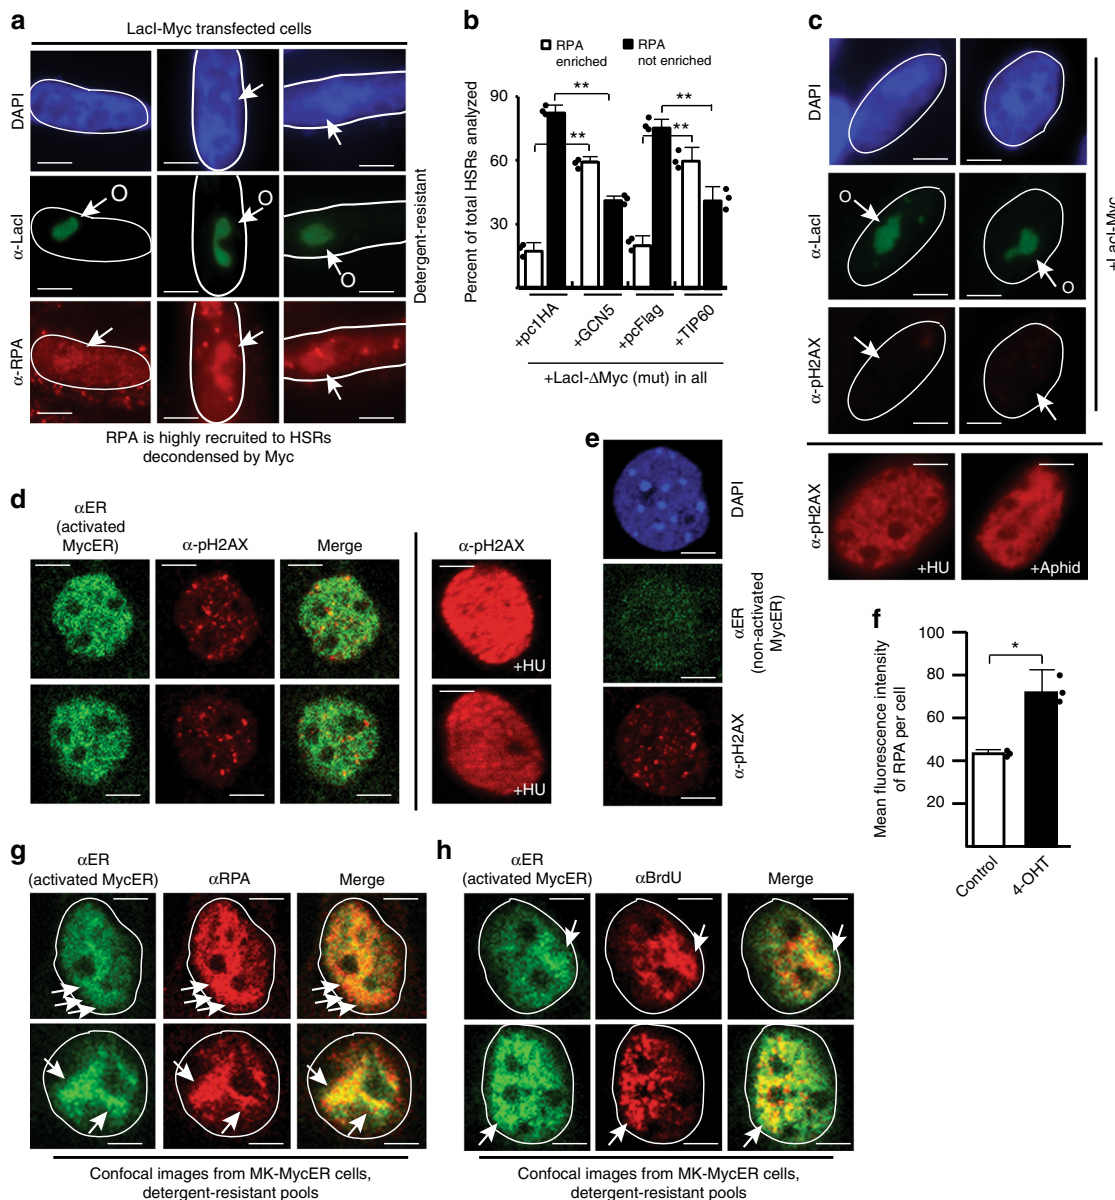 a
LacI-Myc transfected cells
DAPI
α-LacI
α-RPA
O
O
O
Detergent-resistant
RPA is highly recruited to HSRs
decondensed by Myc
b
RPA
enriched
RPA
not enriched
Percent of total HSRs analyzed
90
60
30
**
**
**
**
+pc1HA
+GCN5
+pcFlag
+TIP60
+LacI-ΔMyc (mut) in all
c
DAPI
α-LacI
O
O
α-pH2AX
+LacI-Myc
α-pH2AX
+HU
+Aphid
d
αER
(activated
MycER)
α-pH2AX
Merge
α-pH2AX
+HU
+HU
e
DAPI
αER
(non-activated
MycER)
α-pH2AX
f
Mean fluorescence intensity
of RPA per cell
100
80
60
40
20
*
Control
4-OHT
g
αER
(activated MycER)
αRPA
Merge
Confocal images from MK-MycER cells,
detergent-resistant pools
h
αER
(activated MycER)
αBrdU
Merge
Confocal images from MK-MycER cells,
detergent-resistant pools